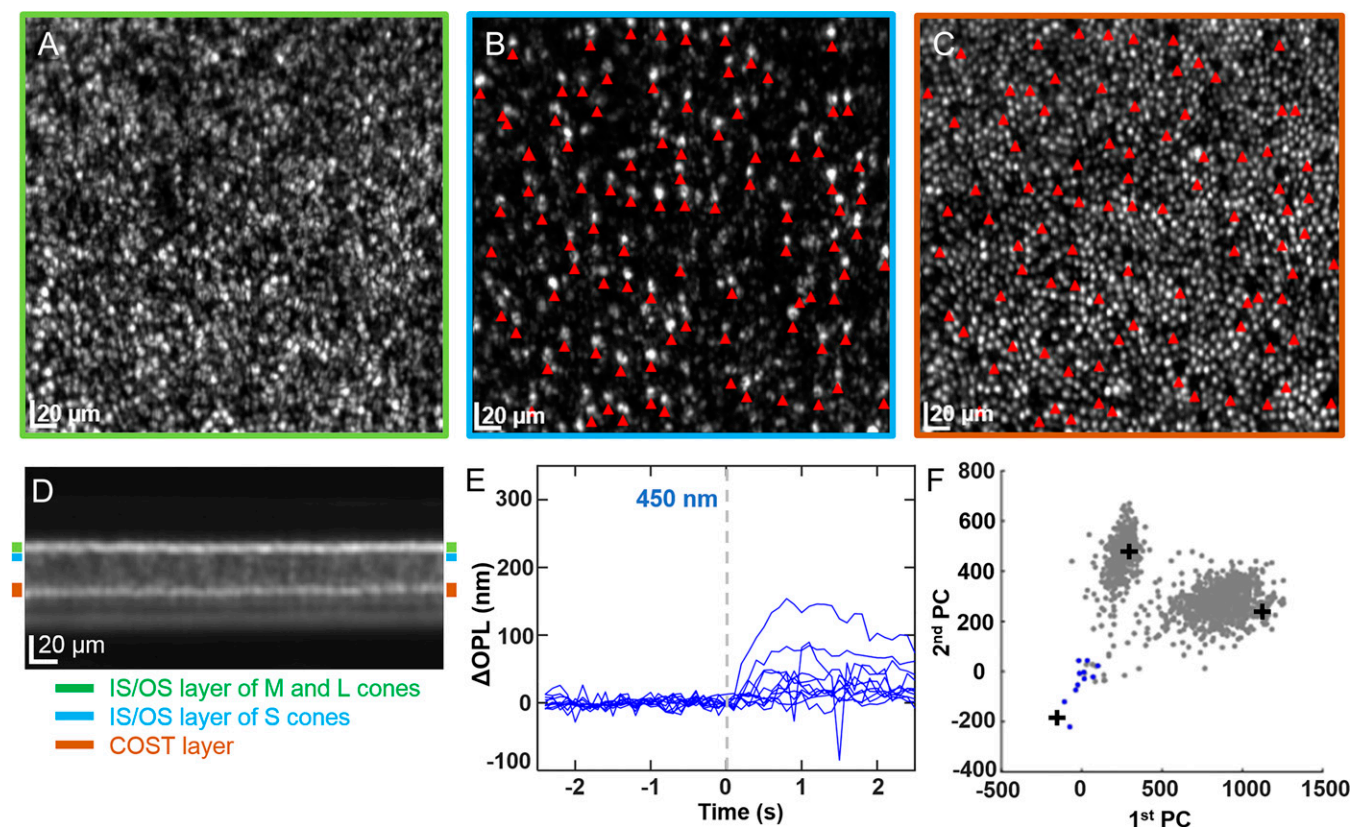 A
B
C
20 µm
20 µm
20 µm
D
20 µm
IS/OS layer of M and L cones
IS/OS layer of S cones
COST layer
E
450 nm
300
200
100
0
-100
ΔOPL (nm)
-2
-1
0
1
2
Time (s)
F
800
600
400
200
0
-200
-400
2nd PC
-500
0
500
1000
1500
1st PC